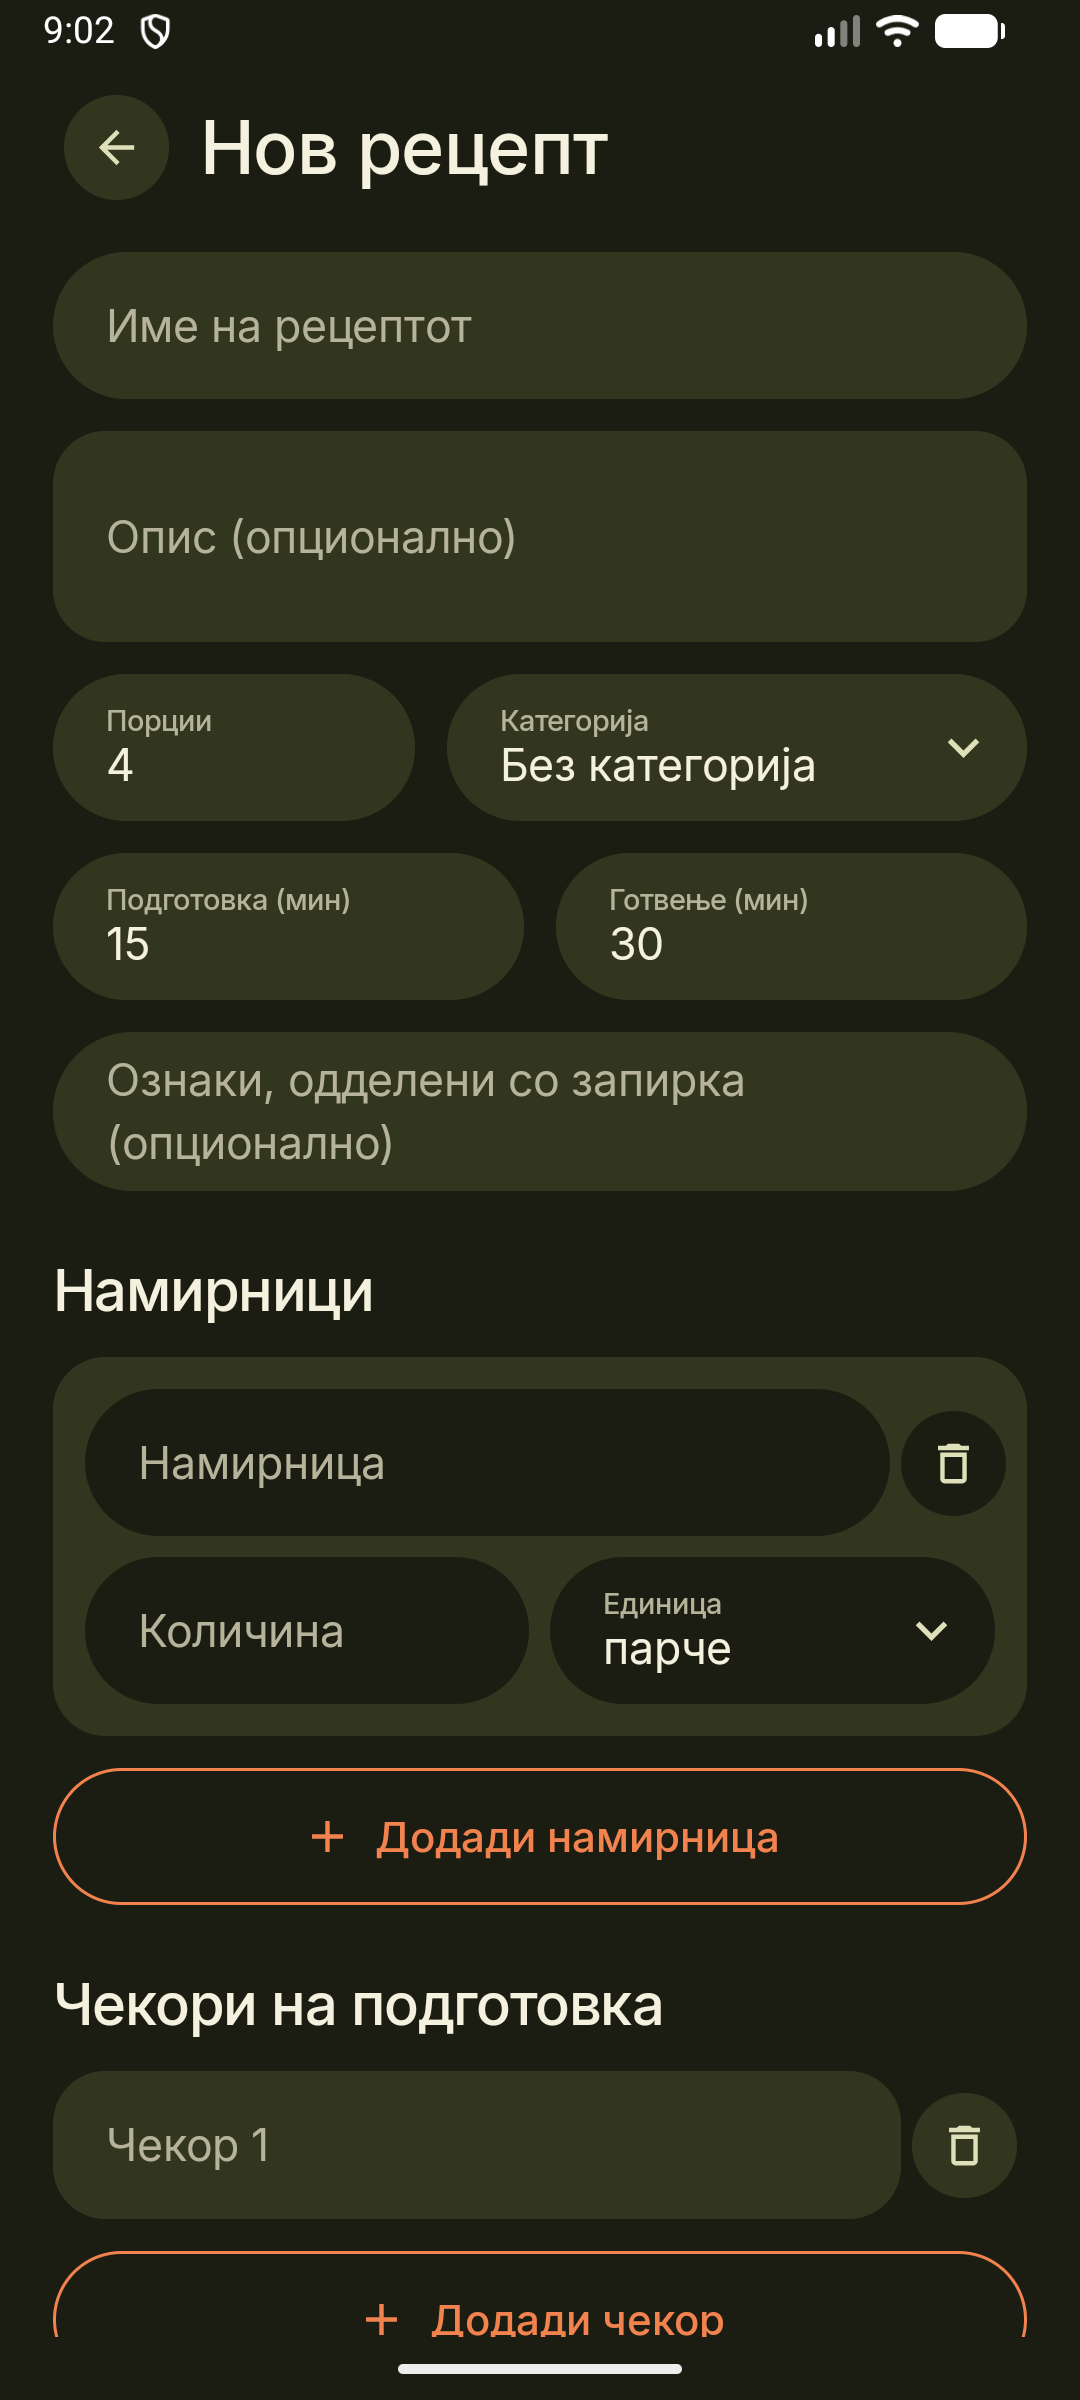 9:02
Нов рецепт
Име на рецептот
Опис (опционално)
Порции
4
Категорија
Без категорија
Подготовка (мин)
15
Готвење (мин)
30
Ознаки, одделени со запирка
(опционално)
Намирници
Намирница
Количина
Единица
парче
Додади намирница
Чекори на подготовка
Чекор 1
Додади чекор